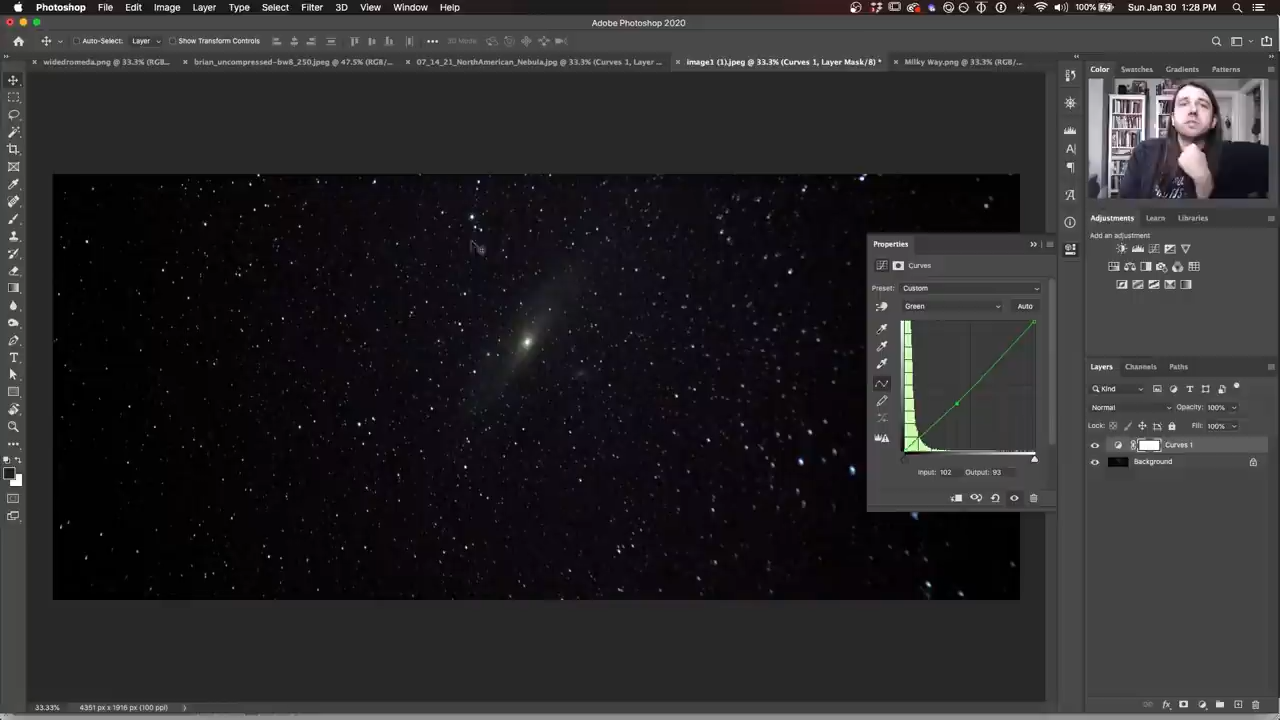 Photoshop File Edit Image Layer Type Select Filter 3D View Window Help 100% Sun Jan 30 1:28 PM
Adobe Photoshop 2020
Auto-Select: Layer Show Transform Controls 3D Mode:
widedromeda.png @ 33.3% (RGB... brian_uncompressed-bw8_250.jpeg @ 47.5% (RGB/... 07_14_21_NorthAmerican_Nebula.jpg @ 33.3% (Curves 1, Layer ... image1 (1).jpeg @ 33.3% (Curves 1, Layer Mask/8) * Milky Way.png @ 33.3% (RGB/...
Color Swatches Gradients Patterns
Adjustments Learn Libraries
Add an adjustment
Properties
Curves
Preset: Custom
Green Auto
Input: 102 Output: 93
Layers Channels Paths
Kind
Normal Opacity: 100%
Lock: Fill: 100%
Curves 1
Background
33.33% 4351 px x 1916 px (100 ppi)